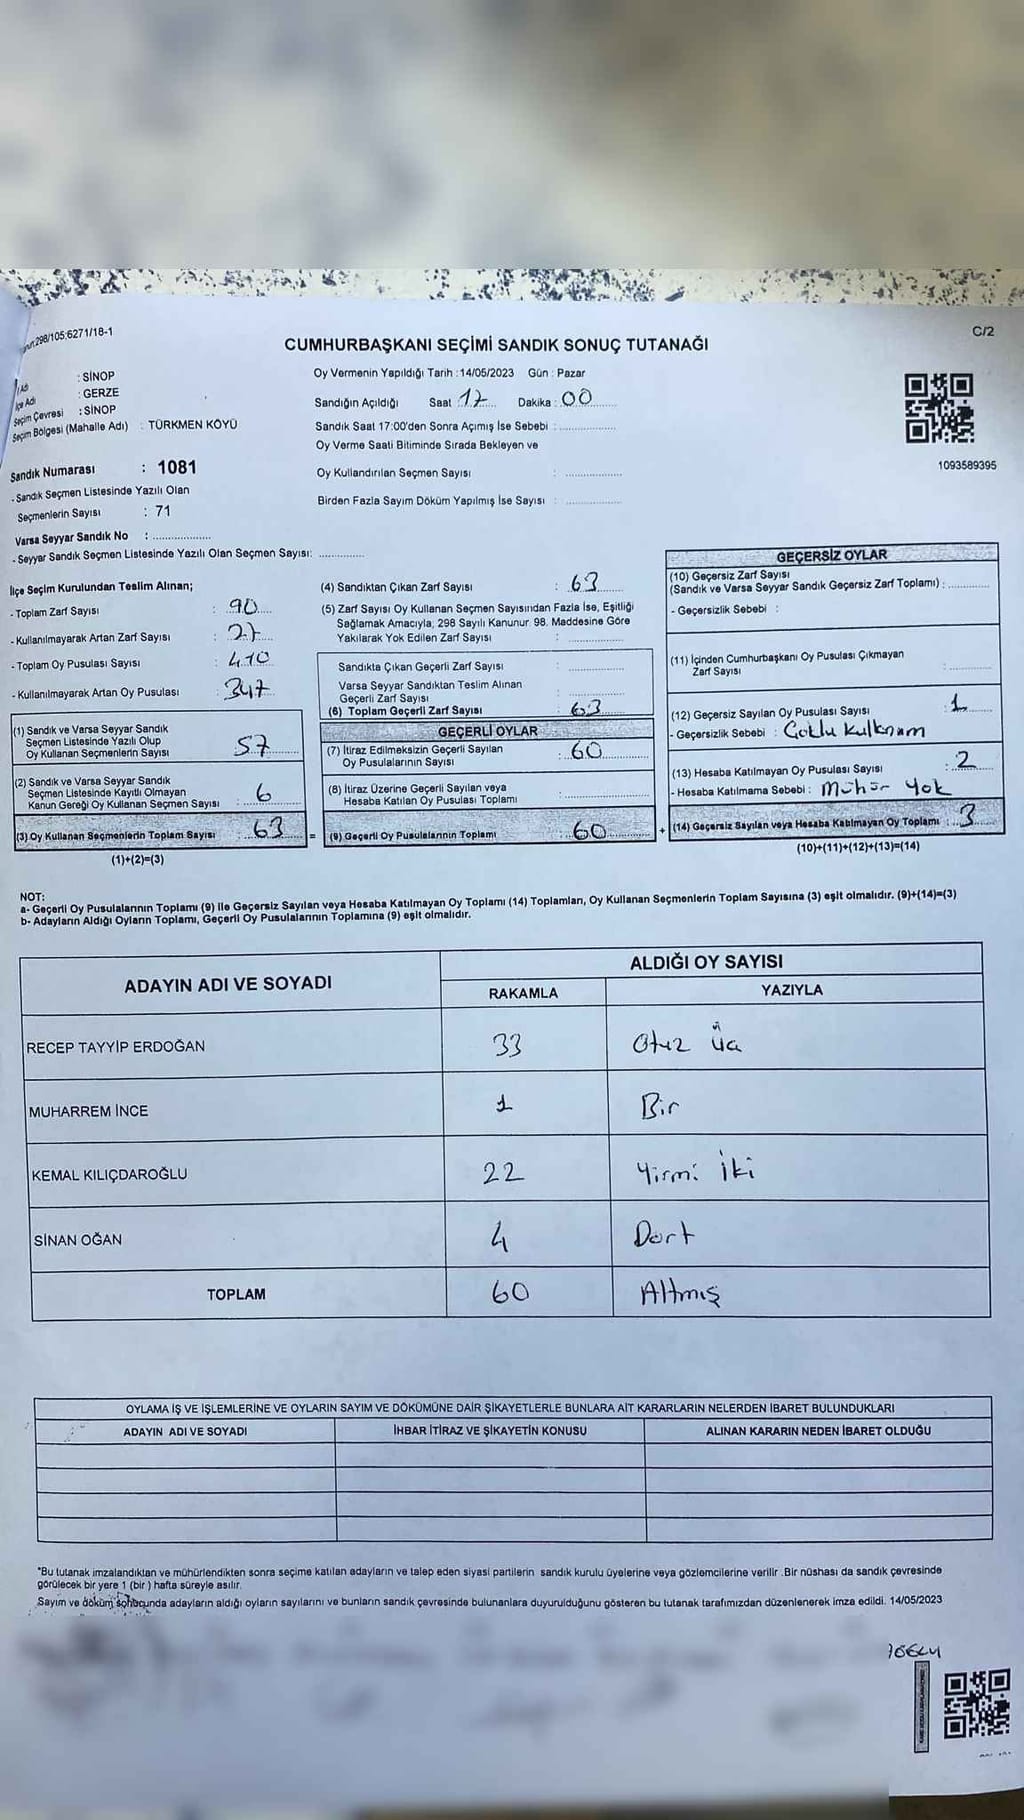 298/105:6271/18-1
C/2
CUMHURBAŞKANI SEÇİMİ SANDIK SONUÇ TUTANAĞI
İl Adı : SİNOP
İlçe Adı : GERZE
Seçim Çevresi : SİNOP
Seçim Bölgesi (Mahalle Adı) : TÜRKMEN KÖYÜ
Sandık Numarası : 1081
- Sandık Seçmen Listesinde Yazılı Olan
Seçmenlerin Sayısı : 71
Varsa Seyyar Sandık No :
- Seyyar Sandık Seçmen Listesinde Yazılı Olan Seçmen Sayısı:
Oy Vermenin Yapıldığı Tarih :14/05/2023 Gün : Pazar
Sandığın Açıldığı Saat : 17 Dakika : 00
Sandık Saat 17:00'den Sonra Açımış İse Sebebi :
Oy Verme Saati Bitiminde Sırada Bekleyen ve
Oy Kullandırılan Seçmen Sayısı :
Birden Fazla Sayım Döküm Yapılmış İse Sayısı :
1093589395
İlçe Seçim Kurulundan Teslim Alınan;
- Toplam Zarf Sayısı : 90
- Kullanılmayarak Artan Zarf Sayısı : 27
- Toplam Oy Pusulası Sayısı : 410
- Kullanılmayarak Artan Oy Pusulası : 347
(1) Sandık ve Varsa Seyyar Sandık
Seçmen Listesinde Yazılı Olup
Oy Kullanan Seçmenlerin Sayısı 57
(2) Sandık ve Varsa Seyyar Sandık
Seçmen Listesinde Kayıtlı Olmayan
Kanun Gereği Oy Kullanan Seçmen Sayısı : 6
(3) Oy Kullanan Seçmenlerin Toplam Sayısı : 63
(1)+(2)=(3)
(4) Sandıktan Çıkan Zarf Sayısı : 63
(5) Zarf Sayısı Oy Kullanan Seçmen Sayısından Fazla İse, Eşitliği
Sağlamak Amacıyla, 298 Sayılı Kanunur. 98. Maddesine Göre
Yakılarak Yok Edilen Zarf Sayısı :
Sandıkta Çıkan Geçerli Zarf Sayısı :
Varsa Seyyar Sandıktan Teslim Alınan
Geçerli Zarf Sayısı :
(6) Toplam Geçerli Zarf Sayısı : 63
GEÇERLİ OYLAR
(7) İtiraz Edilmeksizin Geçerli Sayılan
Oy Pusulalarının Sayısı : 60
(8) İtiraz Üzerine Geçerli Sayılan veya
Hesaba Katılan Oy Pusulası Toplamı :
= (9) Geçerli Oy Pusulalarının Toplamı : 60 +
GEÇERSİZ OYLAR
(10) Geçersiz Zarf Sayısı
(Sandık ve Varsa Seyyar Sandık Geçersiz Zarf Toplamı) :
- Geçersizlik Sebebi :
(11) İçinden Cumhurbaşkanı Oy Pusulası Çıkmayan
Zarf Sayısı :
(12) Geçersiz Sayılan Oy Pusulası Sayısı : 1
- Geçersizlik Sebebi : Çoklu kullanım
(13) Hesaba Katılmayan Oy Pusulası Sayısı : 2
- Hesaba Katılmama Sebebi : Mühür yok
(14) Geçersiz Sayılan veya Hesaba Katılmayan Oy Toplamı : 3
(10)+(11)+(12)+(13)=(14)
NOT:
a- Geçerli Oy Pusulalarının Toplamı (9) ile Geçersiz Sayılan veya Hesaba Katılmayan Oy Toplamı (14) Toplamları, Oy Kullanan Seçmenlerin Toplam Sayısına (3) eşit olmalıdır. (9)+(14)=(3)
b- Adayların Aldığı Oyların Toplamı, Geçerli Oy Pusulalarının Toplamına (9) eşit olmalıdır.
ADAYIN ADI VE SOYADI ALDIĞI OY SAYISI
RAKAMLA YAZIYLA
RECEP TAYYİP ERDOĞAN 33 Otuz üç
MUHARREM İNCE 1 Bir
KEMAL KILIÇDAROĞLU 22 Yirmi İki
SİNAN OĞAN 4 Dört
TOPLAM 60 Altmış
OYLAMA İŞ VE İŞLEMLERİNE VE OYLARIN SAYIM VE DÖKÜMÜNE DAİR ŞİKAYETLERLE BUNLARA AİT KARARLARIN NELERDEN İBARET BULUNDUKLARI
ADAYIN ADI VE SOYADI İHBAR İTİRAZ VE ŞİKAYETİN KONUSU ALINAN KARARIN NEDEN İBARET OLDUĞU
*Bu tutanak imzalandıktan ve mühürlendikten sonra seçime katılan adayların ve talep eden siyasi partilerin sandık kurulu üyelerine veya gözlemcilerine verilir .Bir nüshası da sandık çevresinde
görülecek bir yere 1 (bir ) hafta süreyle asılır.
Sayım ve döküm sonucunda adayların aldığı oyların sayılarını ve bunların sandık çevresinde bulunanlara duyurulduğunu gösteren bu tutanak tarafımızdan düzenlenerek imza edildi. 14/05/2023